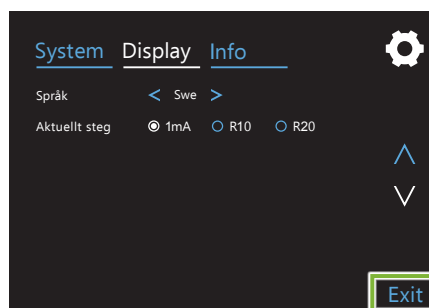 System Display Info
Språk < Swe >
Aktuellt steg 1mA R10 R20
Exit